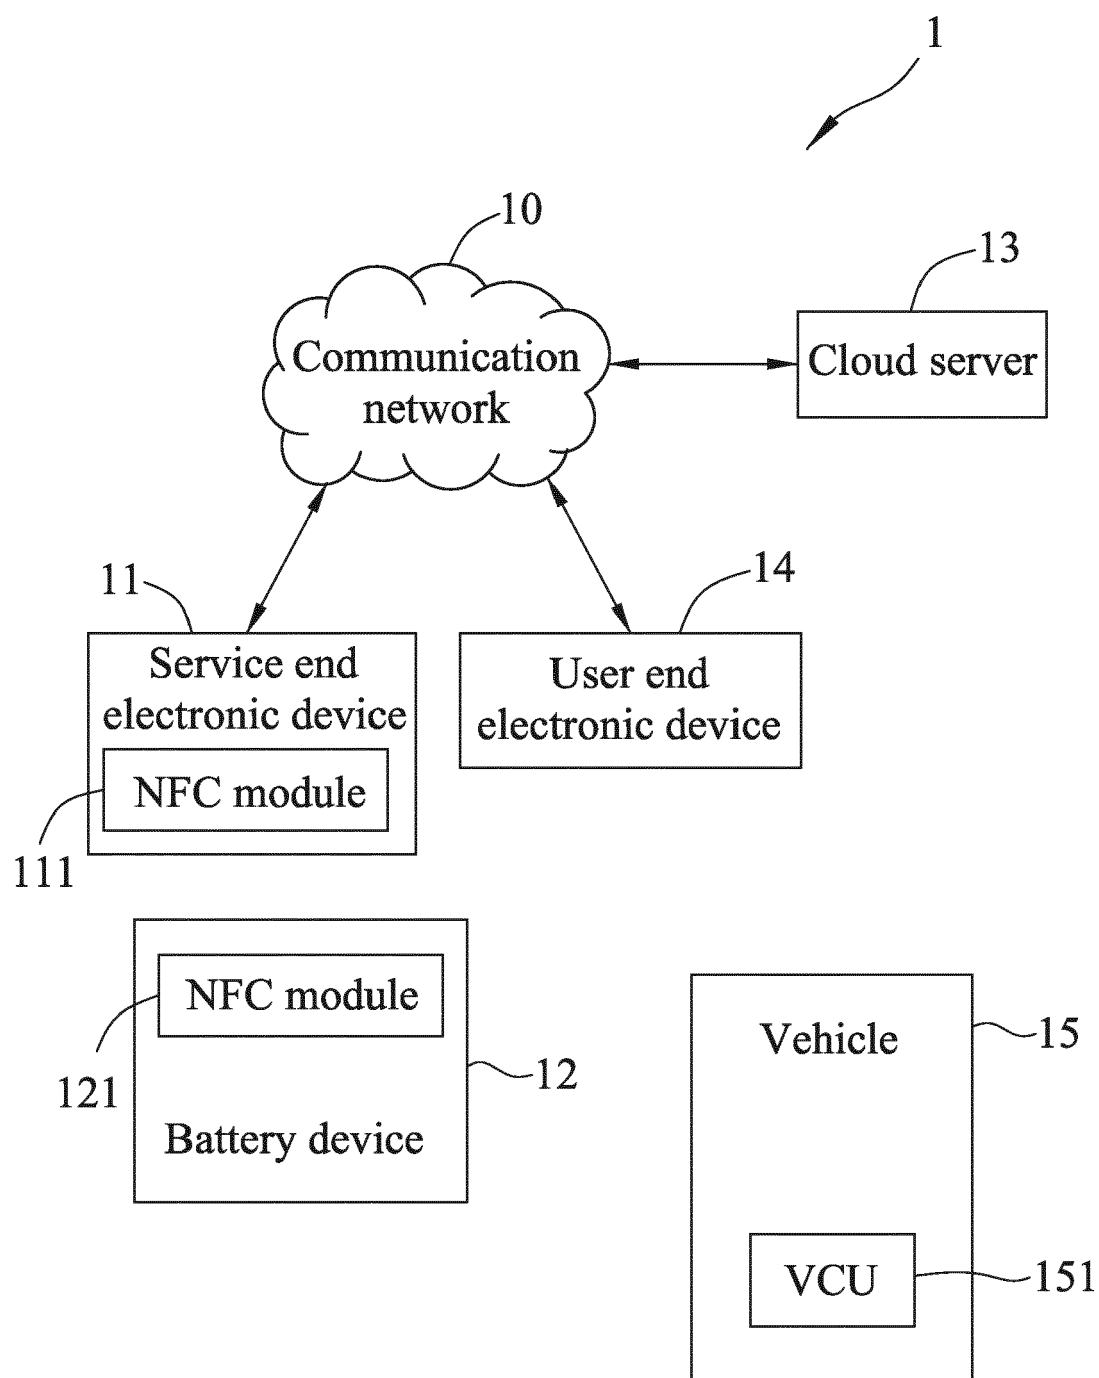 1
10
13
Communication
network
Cloud server
11
14
Service end
electronic device
User end
electronic device
NFC module
111
NFC module
121
12
Battery device
Vehicle
15
VCU
151